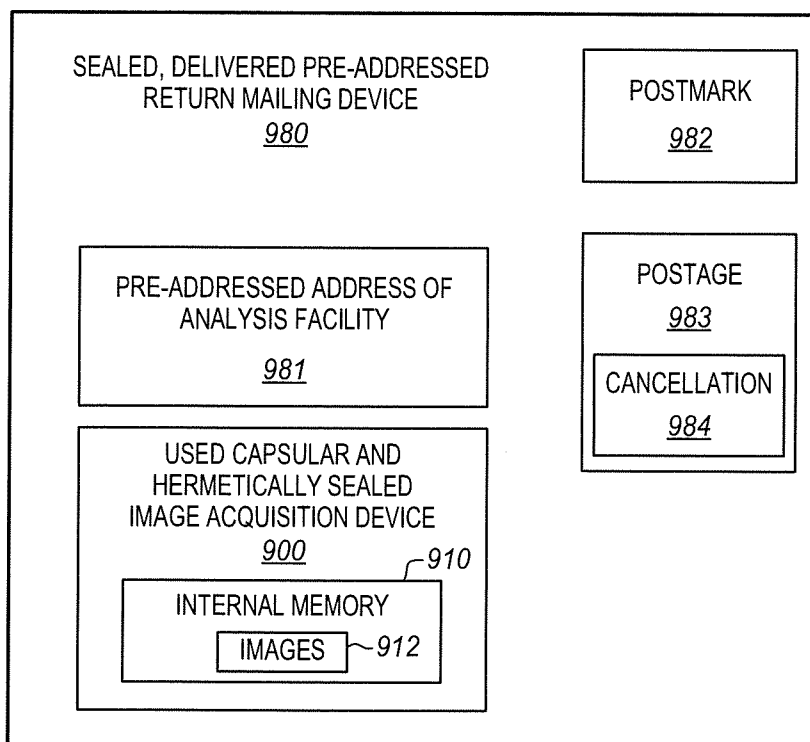 SEALED, DELIVERED PRE-ADDRESSED
RETURN MAILING DEVICE
980
POSTMARK
982
PRE-ADDRESSED ADDRESS OF
ANALYSIS FACILITY
981
POSTAGE
983
CANCELLATION
984
USED CAPSULAR AND
HERMETICALLY SEALED
IMAGE ACQUISITION DEVICE
900
910
INTERNAL MEMORY
IMAGES
912